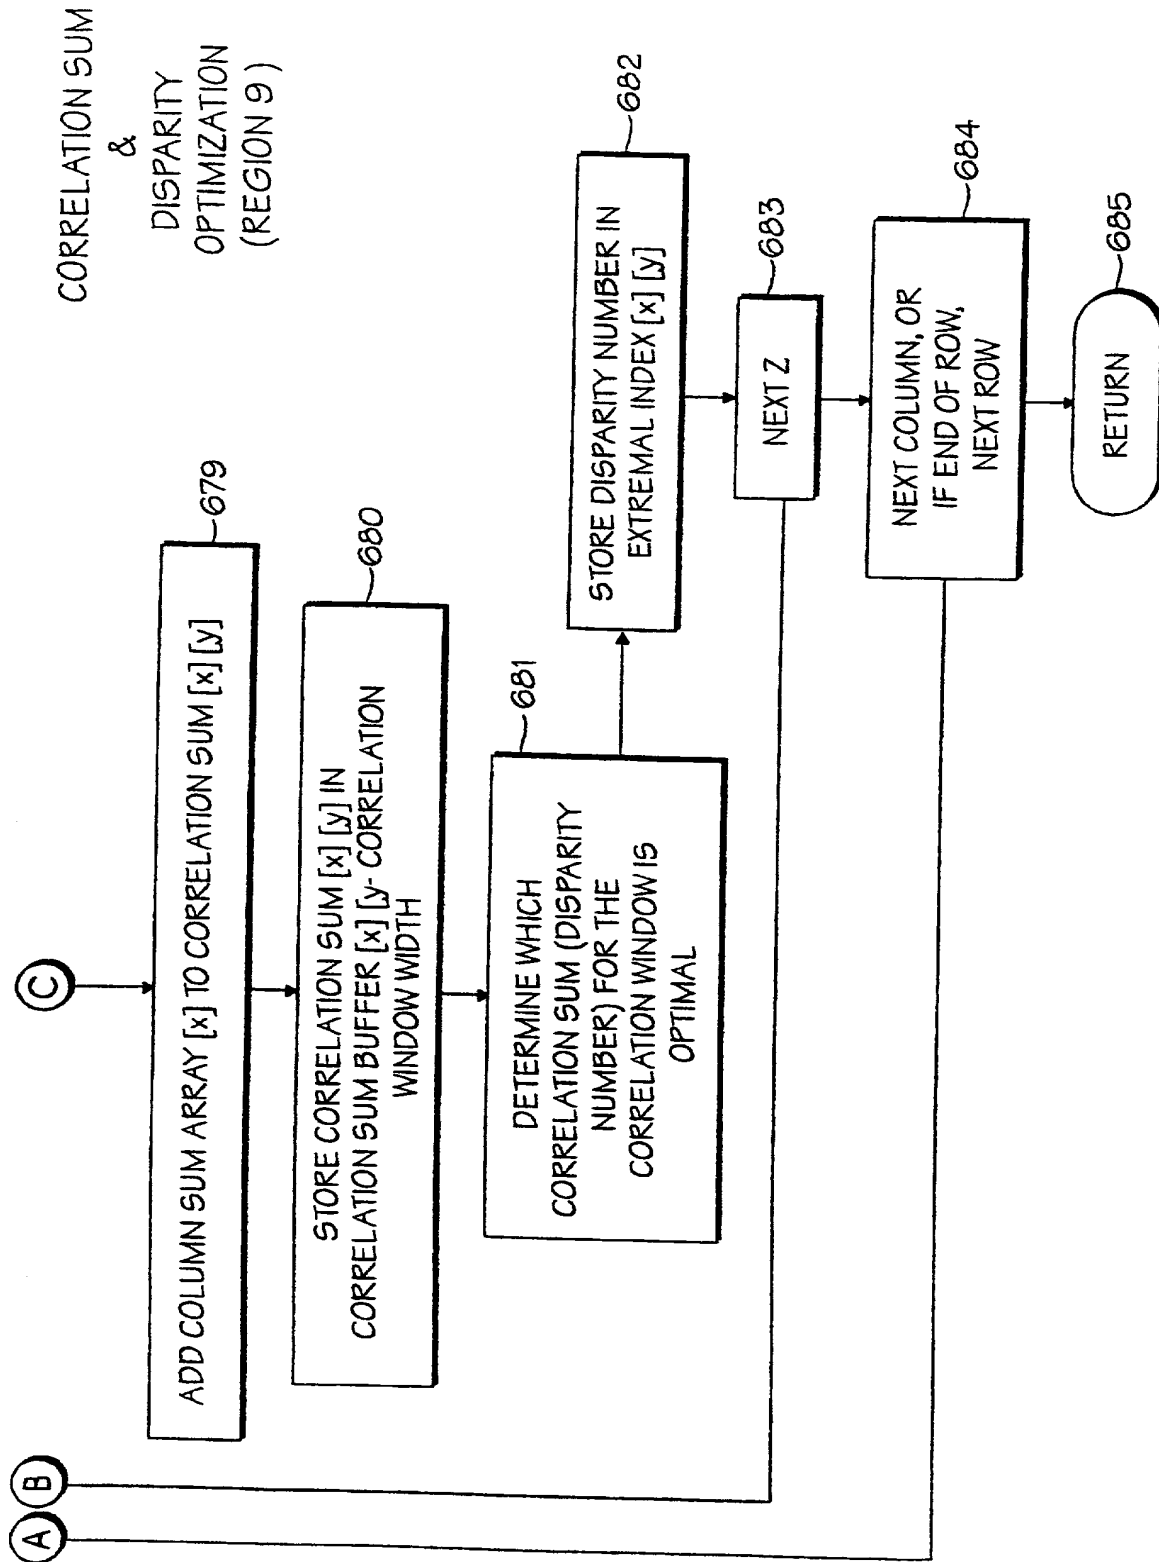 CORRELATION SUM
&
DISPARITY
OPTIMIZATION
(REGION 9)
C
679
ADD COLUMN SUM ARRAY [x] TO CORRELATION SUM [x] [y]
680
STORE CORRELATION SUM [x] [y] IN
CORRELATION SUM BUFFER [x] [y- CORRELATION
WINDOW WIDTH
681
DETERMINE WHICH
CORRELATION SUM (DISPARITY
NUMBER) FOR THE
CORRELATION WINDOW IS
OPTIMAL
682
STORE DISPARITY NUMBER IN
EXTREMAL INDEX [x] [y]
683
NEXT Z
684
NEXT COLUMN, OR
IF END OF ROW,
NEXT ROW
685
RETURN
B
A